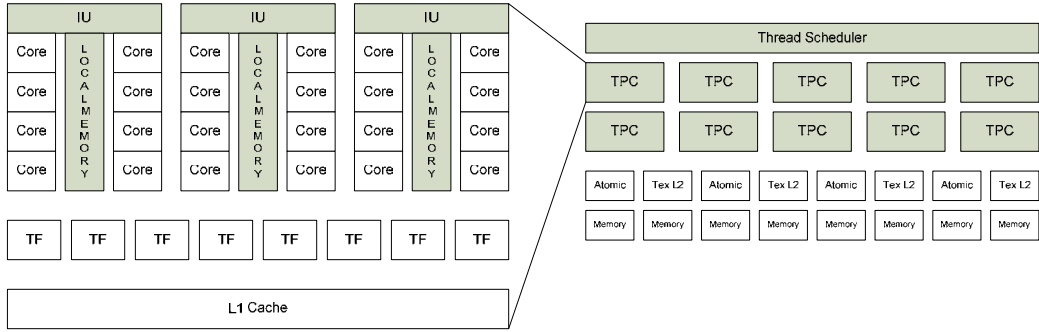 IU IU IU
Core LOCALMEMORY Core Core LOCALMEMORY Core Core LOCALMEMORY Core
Core Core Core Core Core Core
Core Core Core Core Core Core
Core Core Core Core Core Core
TF TF TF TF TF TF TF TF
L1 Cache
Thread Scheduler
TPC TPC TPC TPC TPC
TPC TPC TPC TPC TPC
Atomic Tex L2 Atomic Tex L2 Atomic Tex L2 Atomic Tex L2
Memory Memory Memory Memory Memory Memory Memory Memory